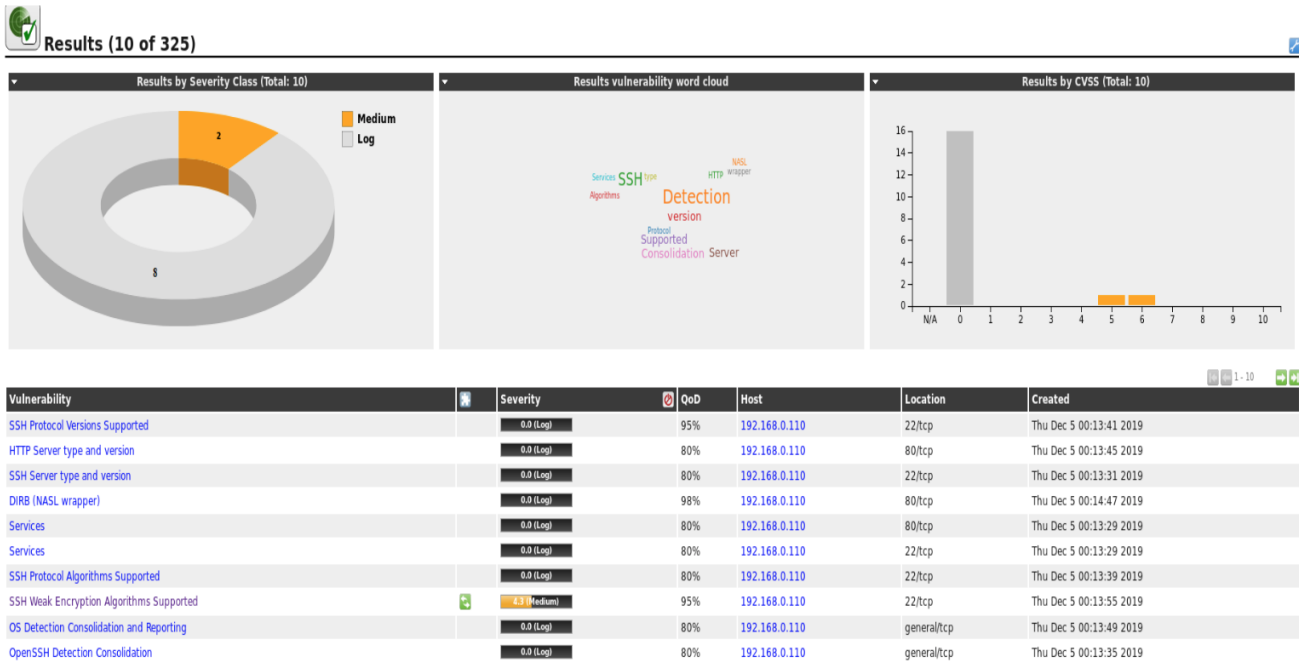 Results (10 of 325)
Results by Severity Class (Total: 10)
Medium
Log
2
8
Results vulnerability word cloud
NASL
HTTP wrapper
Services SSH type
Algorithms
Detection
version
Protocol
Supported
Consolidation Server
Results by CVSS (Total: 10)
16
14
12
10
8
6
4
2
0
N/A 0 1 2 3 4 5 6 7 8 9 10
1 - 10
Vulnerability Severity QoD Host Location Created
SSH Protocol Versions Supported 0.0 (Log) 95% 192.168.0.110 22/tcp Thu Dec 5 00:13:41 2019
HTTP Server type and version 0.0 (Log) 80% 192.168.0.110 80/tcp Thu Dec 5 00:13:45 2019
SSH Server type and version 0.0 (Log) 80% 192.168.0.110 22/tcp Thu Dec 5 00:13:31 2019
DIRB (NASL wrapper) 0.0 (Log) 98% 192.168.0.110 80/tcp Thu Dec 5 00:14:47 2019
Services 0.0 (Log) 80% 192.168.0.110 80/tcp Thu Dec 5 00:13:29 2019
Services 0.0 (Log) 80% 192.168.0.110 22/tcp Thu Dec 5 00:13:29 2019
SSH Protocol Algorithms Supported 0.0 (Log) 80% 192.168.0.110 22/tcp Thu Dec 5 00:13:39 2019
SSH Weak Encryption Algorithms Supported 4.3 (Medium) 95% 192.168.0.110 22/tcp Thu Dec 5 00:13:55 2019
OS Detection Consolidation and Reporting 0.0 (Log) 80% 192.168.0.110 general/tcp Thu Dec 5 00:13:49 2019
OpenSSH Detection Consolidation 0.0 (Log) 80% 192.168.0.110 general/tcp Thu Dec 5 00:13:35 2019